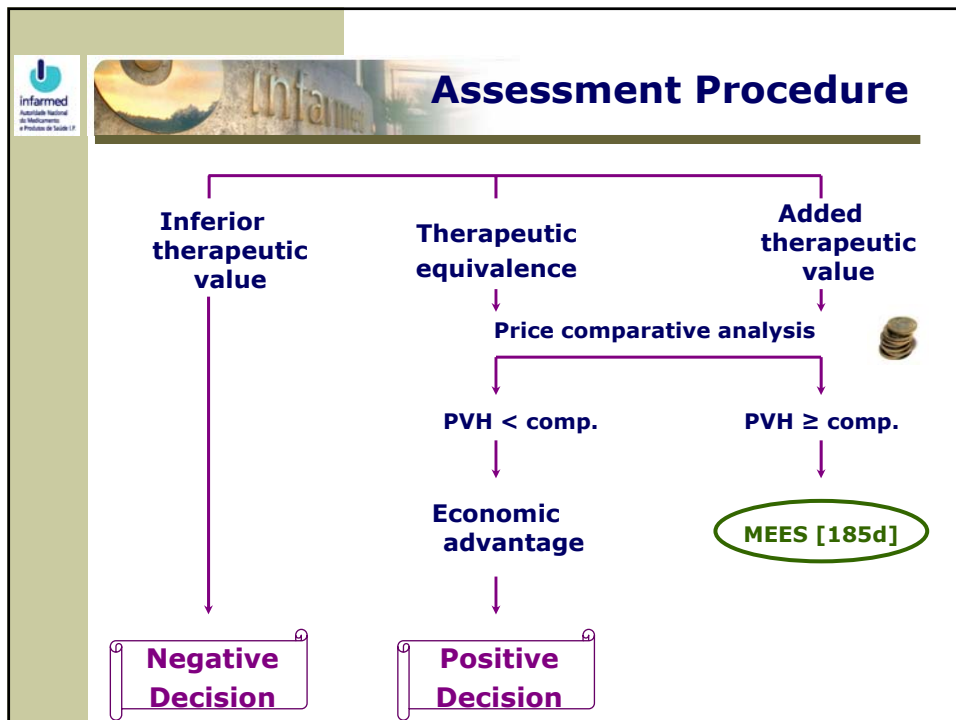 infarmed
Autoridade Nacional
do Medicamento
e Produtos de Saúde I.P.
Infarmed
Assessment Procedure
Inferior
therapeutic
value
Therapeutic
equivalence
Added
therapeutic
value
Price comparative analysis
PVH < comp.
PVH ≥ comp.
Economic
advantage
MEES [185d]
Negative
Decision
Positive
Decision